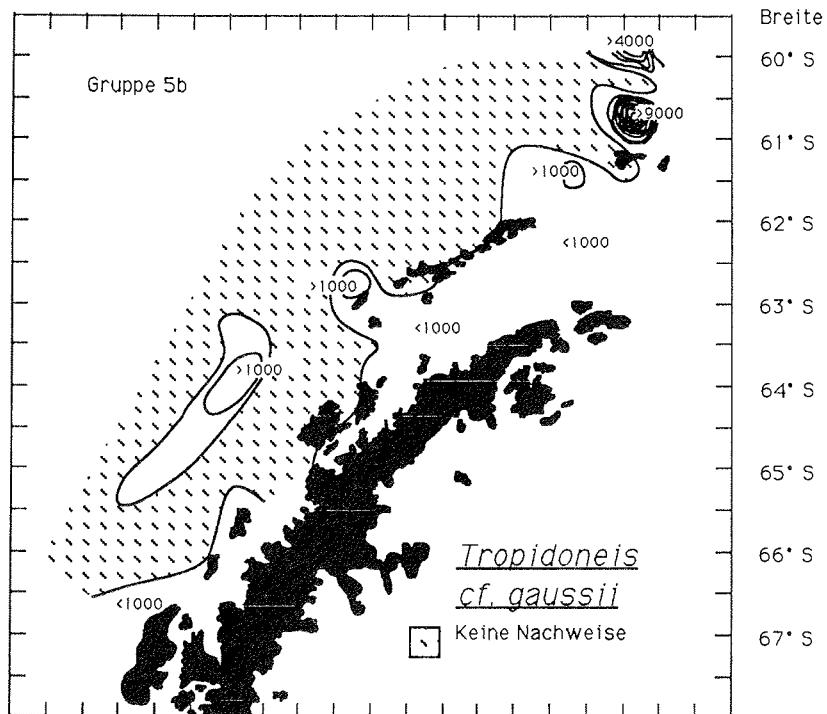 Breite
>4000
60° S
Gruppe 5b
>9000
61° S
>1000
62° S
<1000
>1000
63° S
<1000
>1000
64° S
65° S
66° S
Tropidoneis
cf. gaussii
<1000
Keine Nachweise
67° S